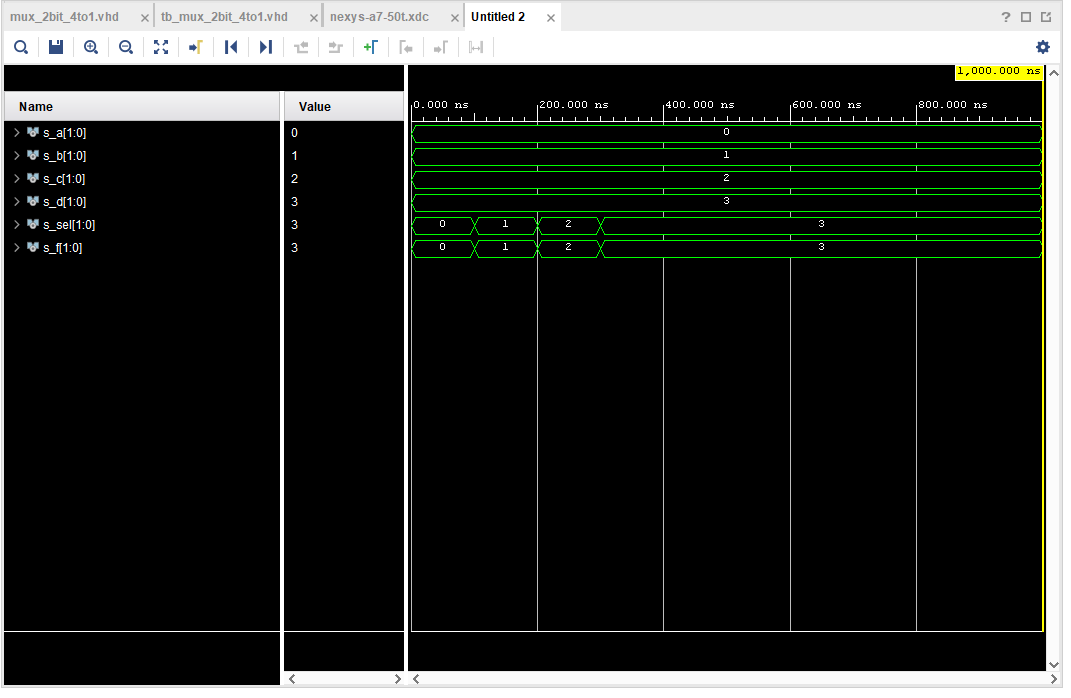 mux_2bit_4to1.vhd tb_mux_2bit_4to1.vhd nexys-a7-50t.xdc Untitled 2
1,000.000 ns
Name Value
0.000 ns 200.000 ns 400.000 ns 600.000 ns 800.000 ns
s_a[1:0] 0 0
s_b[1:0] 1 1
s_c[1:0] 2 2
s_d[1:0] 3 3
s_sel[1:0] 3 0 1 2 3
s_f[1:0] 3 0 1 2 3